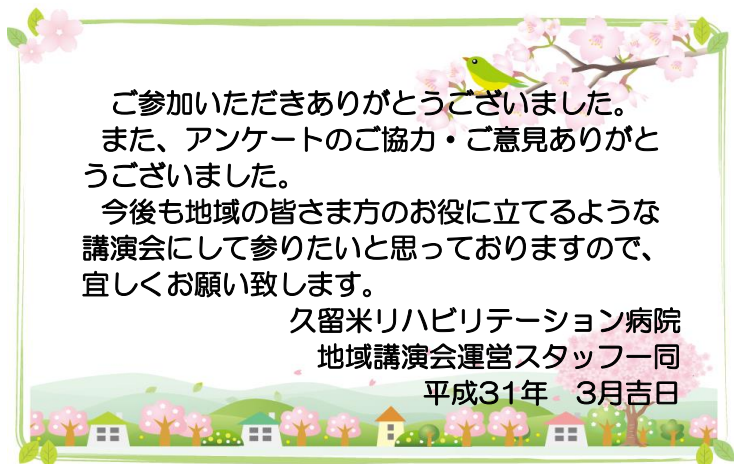 ご参加いただきありがとうございました。
また、アンケートのご協力・ご意見ありがと
うございました。
今後も地域の皆さま方のお役に立てるような
講演会にして参りたいと思っておりますので、
宜しくお願い致します。
久留米リハビリテーション病院
地域講演会運営スタッフ一同
平成31年　3月吉日